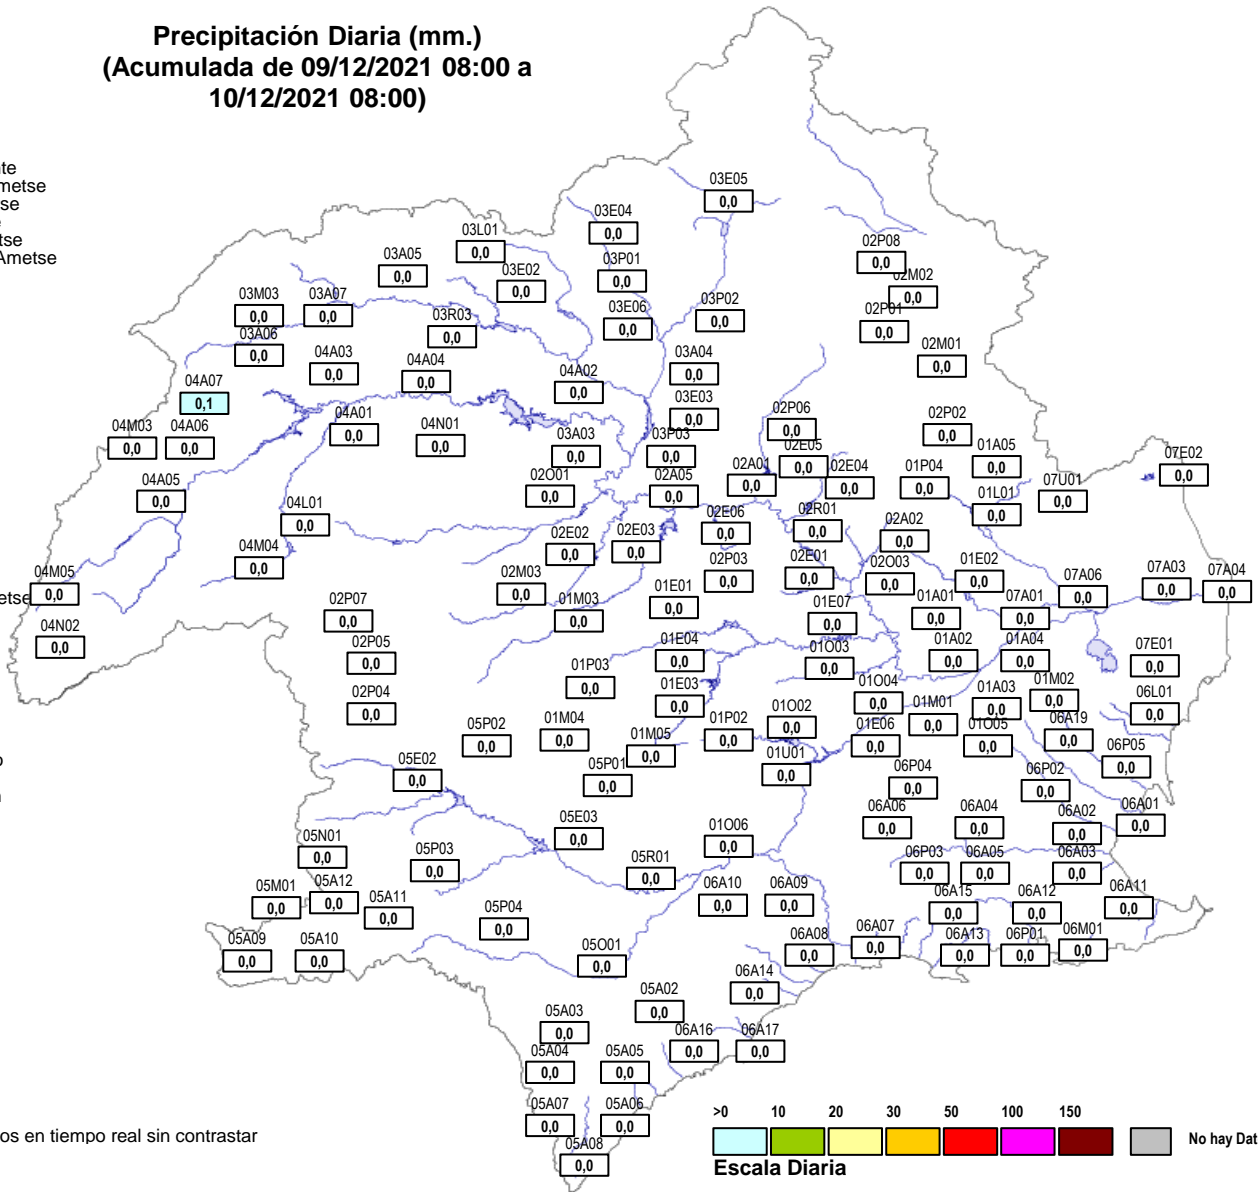 Precipitación Diaria (mm.)
(Acumulada de 09/12/2021 08:00 a
10/12/2021 08:00)
03E05
0,0
03E04
0,0
03L01
0,0
03A05
0,0
03E02
0,0
03P01
0,0
02P08
0,0
02M02
0,0
03M03
0,0
03A07
0,0
03R03
0,0
03E06
0,0
03P02
0,0
02P01
0,0
03A06
0,0
04A03
0,0
04A04
0,0
04A02
0,0
03A04
0,0
02M01
0,0
04A07
0,1
03E03
0,0
04M03
0,0
04A06
0,0
04A01
0,0
04N01
0,0
03A03
0,0
03P03
0,0
02P06
0,0
02E05
0,0
02P02
0,0
01A05
0,0
07E02
0,0
04A05
0,0
02O01
0,0
02A05
0,0
02A01
0,0
02E04
0,0
01P04
0,0
01L01
0,0
07U01
0,0
04L01
0,0
02E02
0,0
02E03
0,0
02E06
0,0
02R01
0,0
02A02
0,0
04M04
0,0
02M03
0,0
01M03
0,0
01E01
0,0
02P03
0,0
02E01
0,0
02O03
0,0
01E02
0,0
07A06
0,0
07A03
0,0
07A04
0,0
04M05
0,0
etse
04N02
0,0
02P07
0,0
02P05
0,0
02P04
0,0
01E07
0,0
01A01
0,0
07A01
0,0
01E04
0,0
01O03
0,0
01A02
0,0
01A04
0,0
07E01
0,0
01P03
0,0
01E03
0,0
01O04
0,0
01M01
0,0
01A03
0,0
01M02
0,0
06L01
0,0
05P02
0,0
01M04
0,0
01M05
0,0
01P02
0,0
01O02
0,0
01E06
0,0
01O05
0,0
06A19
0,0
06P05
0,0
05E02
0,0
05P01
0,0
01U01
0,0
06P04
0,0
06P02
0,0
05E03
0,0
01O06
0,0
06A06
0,0
06A04
0,0
06A02
0,0
06A01
0,0
05N01
0,0
05P03
0,0
05R01
0,0
06P03
0,0
06A05
0,0
06A03
0,0
05M01
0,0
05A12
0,0
05A11
0,0
05P04
0,0
06A10
0,0
06A09
0,0
06A15
0,0
06A12
0,0
06A11
0,0
05A09
0,0
05A10
0,0
05O01
0,0
06A08
0,0
06A07
0,0
06A13
0,0
06P01
0,0
06M01
0,0
06A14
0,0
05A02
0,0
05A03
0,0
06A16
0,0
06A17
0,0
05A04
0,0
05A05
0,0
05A07
0,0
05A06
0,0
05A08
0,0
os en tiempo real sin contrastar
>0 10 20 30 50 100 150
No hay Dat
Escala Diaria